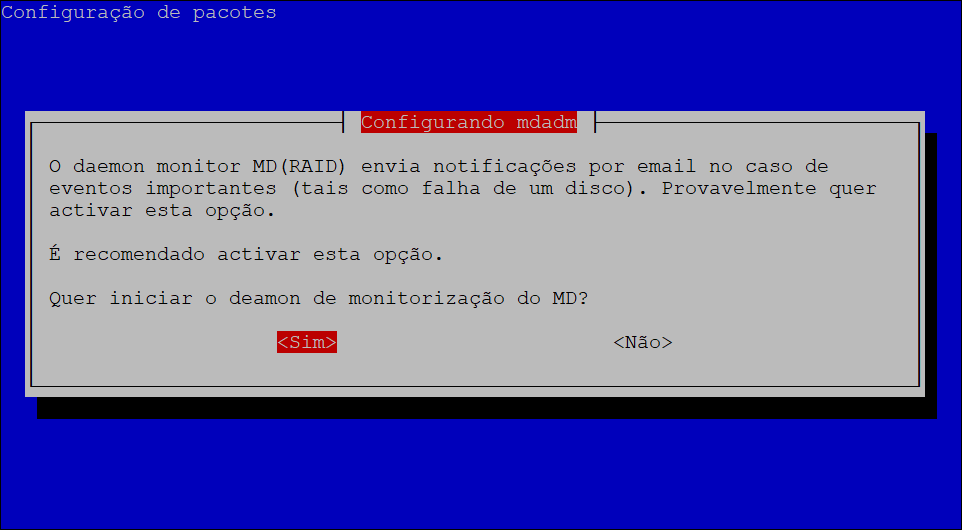 Configuração de pacotes
Configurando mdadm
O daemon monitor MD(RAID) envia notificações por email no caso de
eventos importantes (tais como falha de um disco). Provavelmente quer
activar esta opção.
É recomendado activar esta opção.
Quer iniciar o deamon de monitorização do MD?
<Sim> <Não>